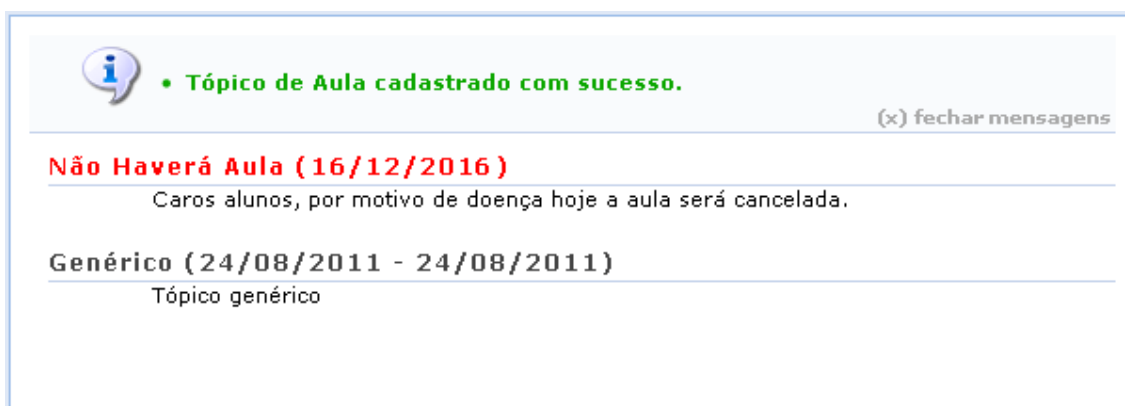 • Tópico de Aula cadastrado com sucesso.
(x) fechar mensagens
Não Haverá Aula (16/12/2016)
Caros alunos, por motivo de doença hoje a aula será cancelada.
Genérico (24/08/2011 - 24/08/2011)
Tópico genérico